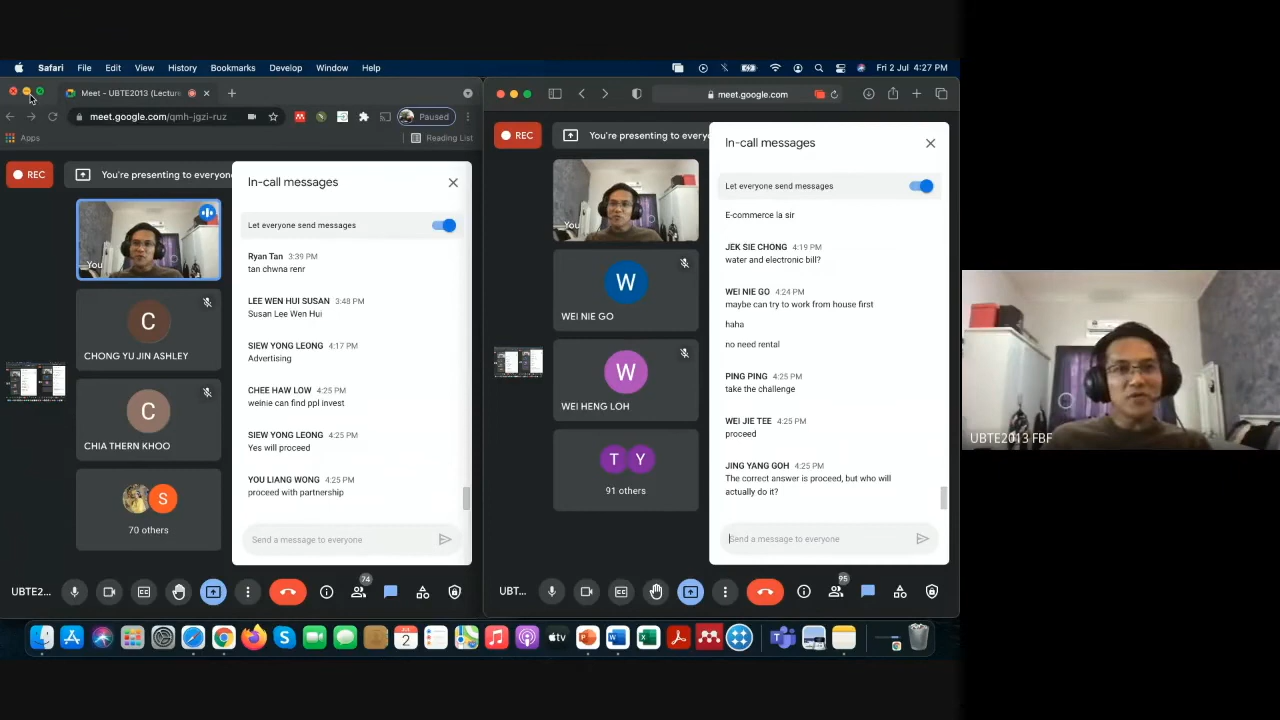 Safari File Edit View History Bookmarks Develop Window Help
Fri 2 Jul 4:27 PM
Meet - UBTE2013 (Lectur
meet.google.com/qmh-jgzi-ruz
Paused
Apps
Reading List
REC
You're presenting to everyone
You
CHONG YU JIN ASHLEY
C
CHIA THERN KHOO
C
S
70 others
In-call messages
Let everyone send messages
Ryan Tan 3:39 PM
tan chwna renr
LEE WEN HUI SUSAN 3:48 PM
Susan Lee Wen Hui
SIEW YONG LEONG 4:17 PM
Advertising
CHEE HAW LOW 4:25 PM
weinie can find ppl invest
SIEW YONG LEONG 4:25 PM
Yes will proceed
YOU LIANG WONG 4:25 PM
proceed with partnership
Send a message to everyone
UBTE2...
74
meet.google.com
REC
You're presenting to everyo
You
W
WEI NIE GO
W
WEI HENG LOH
T Y
91 others
In-call messages
Let everyone send messages
E-commerce la sir
JEK SIE CHONG 4:19 PM
water and electronic bill?
WEI NIE GO 4:24 PM
maybe can try to work from house first
haha
no need rental
PING PING 4:25 PM
take the challenge
WEI JIE TEE 4:25 PM
proceed
JING YANG GOH 4:25 PM
The correct answer is proceed, but who will
actually do it?
Send a message to everyone
UBT...
95
UBTE2013 FBF
JUL
2
tv